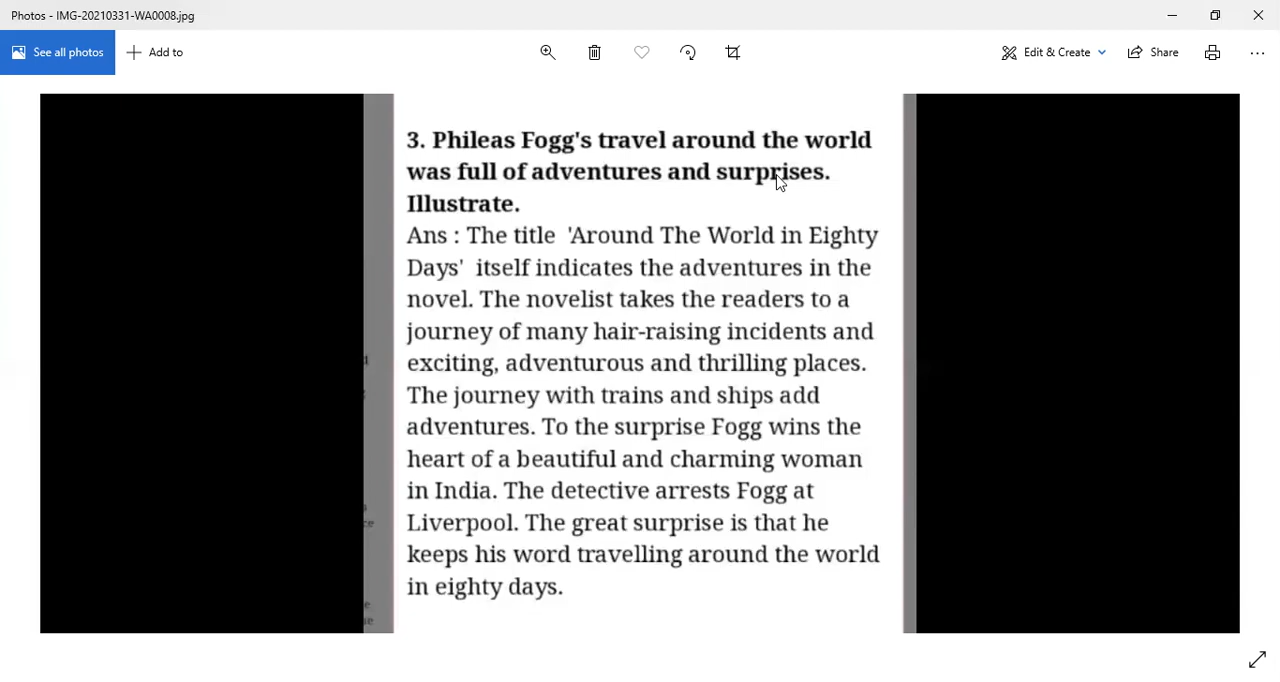 Photos - IMG-20210331-WA0008.jpg
See all photos
Add to
Edit & Create
Share
3. Phileas Fogg's travel around the world
was full of adventures and surprises.
Illustrate.
Ans : The title 'Around The World in Eighty
Days' itself indicates the adventures in the
novel. The novelist takes the readers to a
journey of many hair-raising incidents and
exciting, adventurous and thrilling places.
The journey with trains and ships add
adventures. To the surprise Fogg wins the
heart of a beautiful and charming woman
in India. The detective arrests Fogg at
Liverpool. The great surprise is that he
keeps his word travelling around the world
in eighty days.